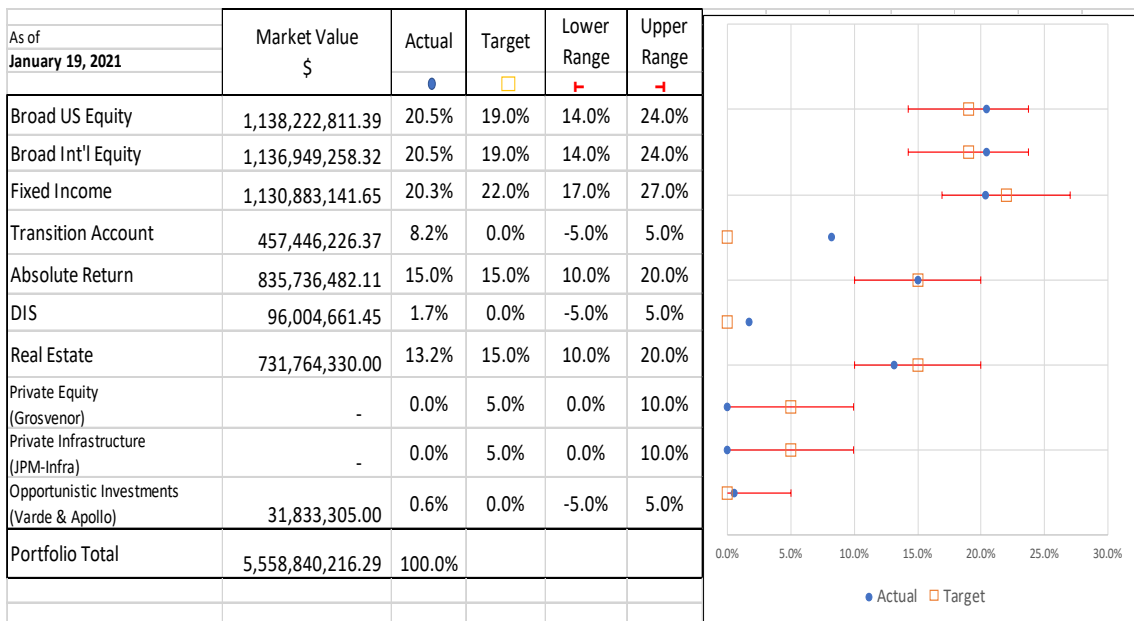 As of
January 19, 2021
Market Value
$
Actual
Target
Lower
Range
Upper
Range
Broad US Equity 1,138,222,811.39 20.5% 19.0% 14.0% 24.0%
Broad Int'l Equity 1,136,949,258.32 20.5% 19.0% 14.0% 24.0%
Fixed Income 1,130,883,141.65 20.3% 22.0% 17.0% 27.0%
Transition Account 457,446,226.37 8.2% 0.0% -5.0% 5.0%
Absolute Return 835,736,482.11 15.0% 15.0% 10.0% 20.0%
DIS 96,004,661.45 1.7% 0.0% -5.0% 5.0%
Real Estate 731,764,330.00 13.2% 15.0% 10.0% 20.0%
Private Equity
(Grosvenor) - 0.0% 5.0% 0.0% 10.0%
Private Infrastructure
(JPM-Infra) - 0.0% 5.0% 0.0% 10.0%
Opportunistic Investments
(Varde & Apollo) 31,833,305.00 0.6% 0.0% -5.0% 5.0%
Portfolio Total 5,558,840,216.29 100.0%
0.0% 5.0% 10.0% 15.0% 20.0% 25.0% 30.0%
Actual Target